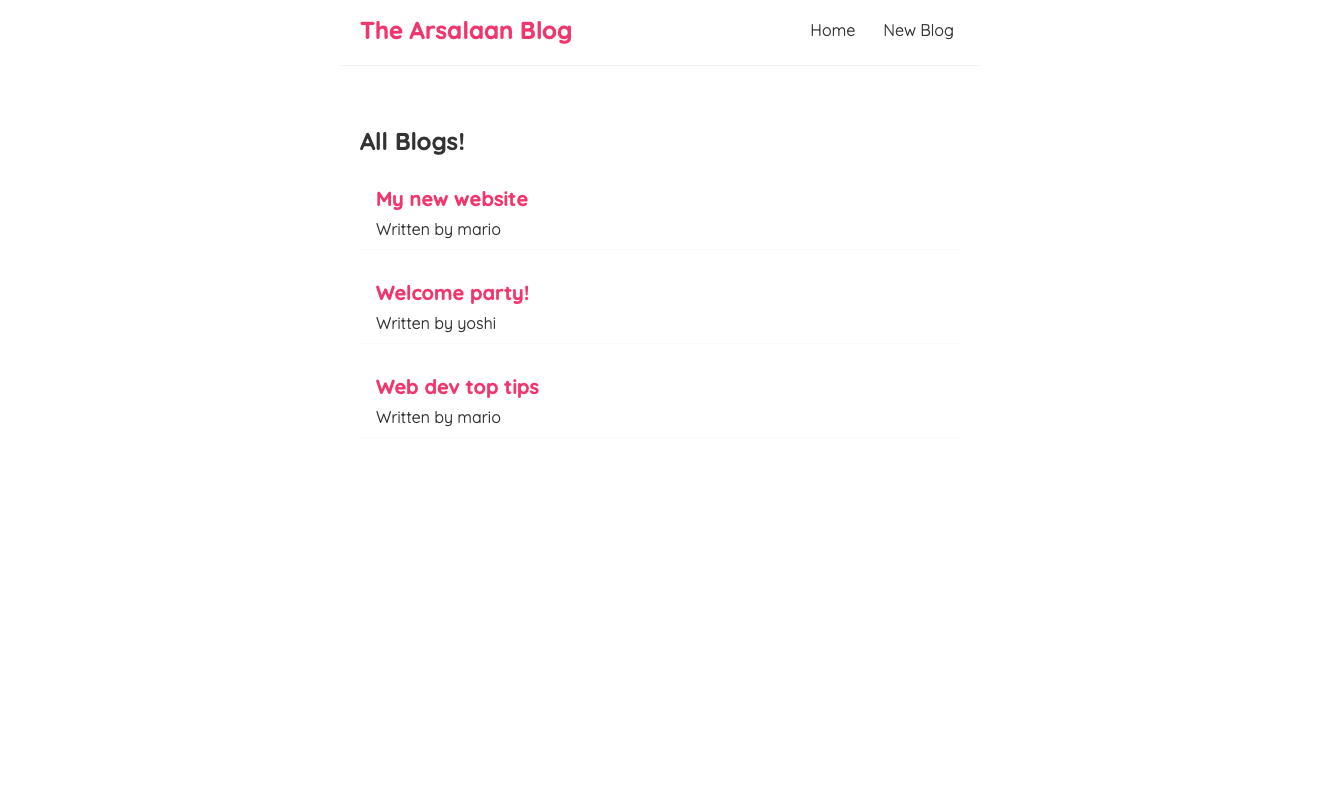 The Arsalaan Blog
Home New Blog
All Blogs!
My new website
Written by mario
Welcome party!
Written by yoshi
Web dev top tips
Written by mario